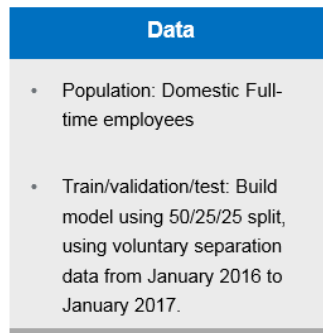 Data
• Population: Domestic Full-
time employees
• Train/validation/test: Build
model using 50/25/25 split,
using voluntary separation
data from January 2016 to
January 2017.